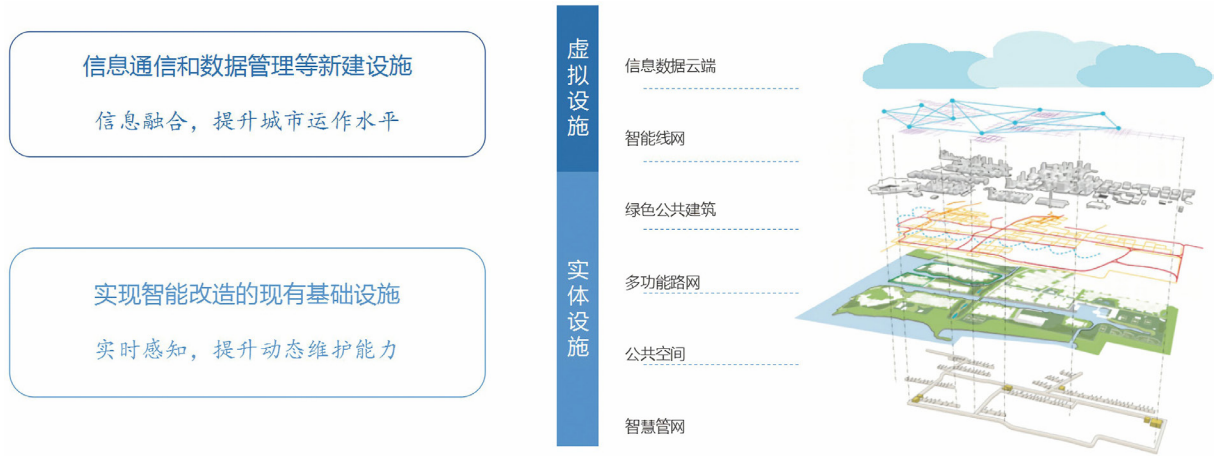 信息通信和数据管理等新建设施
信息融合，提升城市运作水平
实现智能改造的现有基础设施
实时感知，提升动态维护能力
虚拟设施
实体设施
信息数据云端
智能线网
绿色公共建筑
多功能路网
公共空间
智慧管网